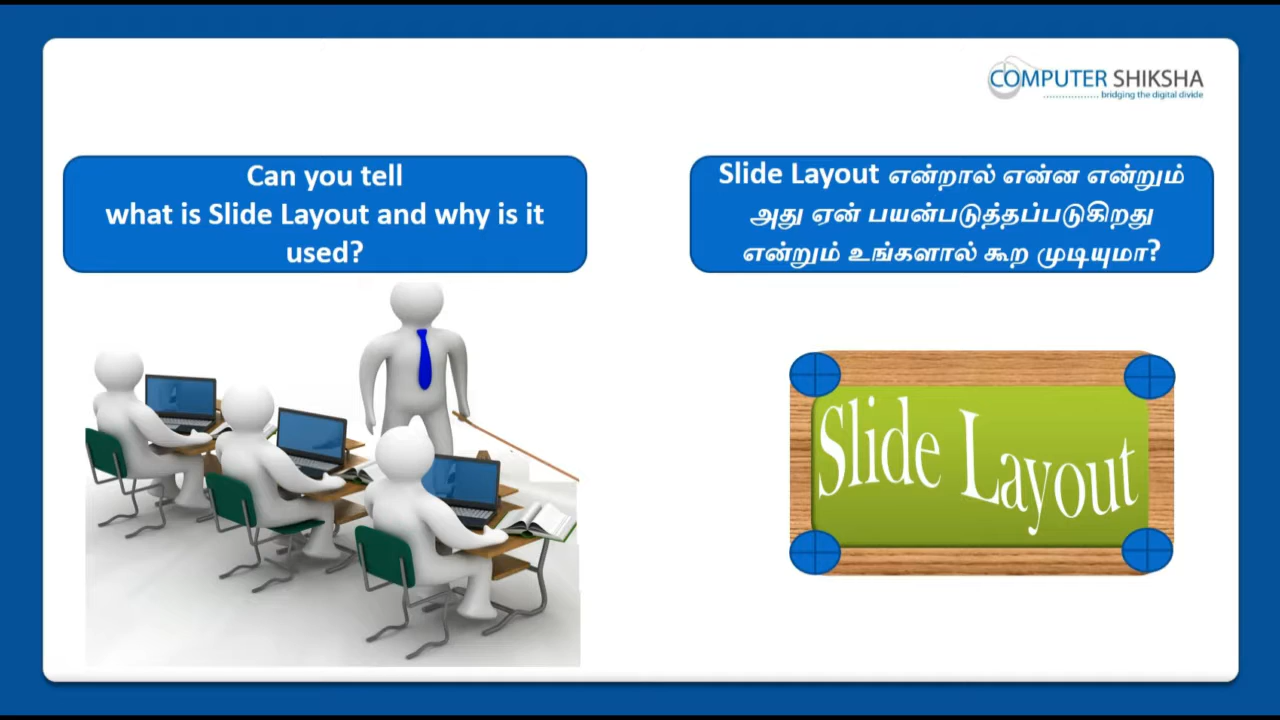 COMPUTER SHIKSHA
bridging the digital divide
Can you tell
what is Slide Layout and why is it
used?
Slide Layout என்றால் என்ன என்றும்
அது ஏன் பயன்படுத்தப்படுகிறது
என்றும் உங்களால் கூற முடியுமா?
Slide Layout